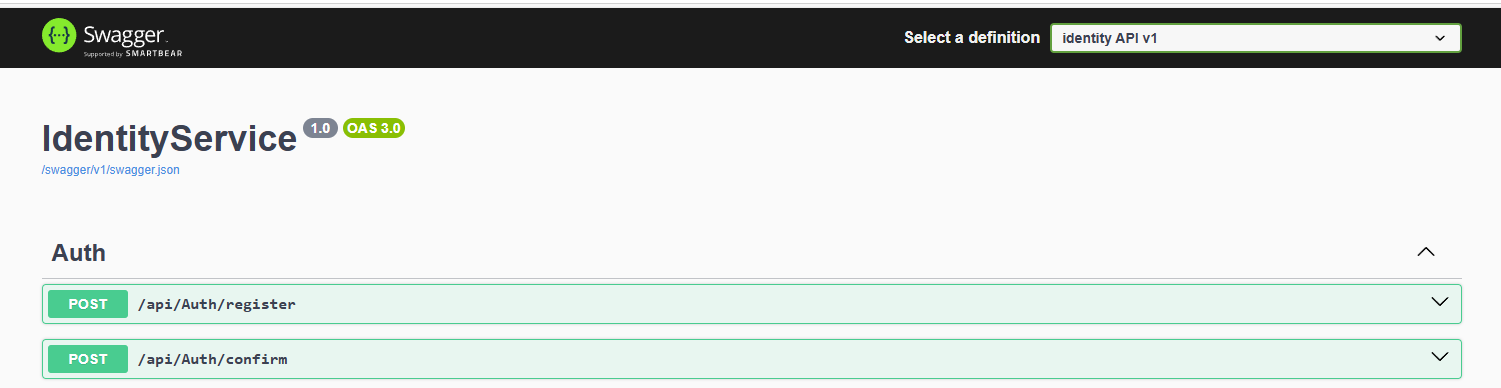 Swagger.
Supported by SMARTBEAR
Select a definition
identity API v1
IdentityService 1.0 OAS 3.0
/swagger/v1/swagger.json
Auth
POST /api/Auth/register
POST /api/Auth/confirm